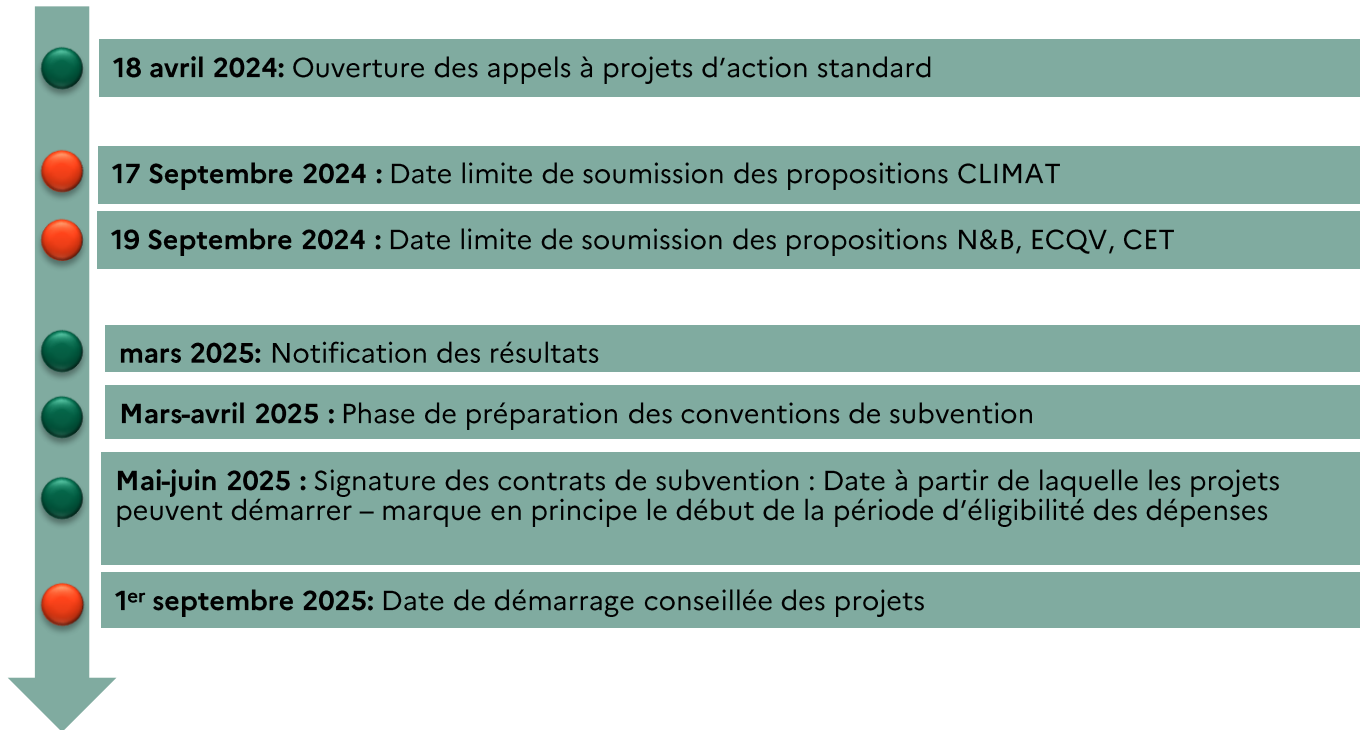 18 avril 2024: Ouverture des appels à projets d’action standard
17 Septembre 2024 : Date limite de soumission des propositions CLIMAT
19 Septembre 2024 : Date limite de soumission des propositions N&B, ECQV, CET
mars 2025: Notification des résultats
Mars-avril 2025 : Phase de préparation des conventions de subvention
Mai-juin 2025 : Signature des contrats de subvention : Date à partir de laquelle les projets
peuvent démarrer – marque en principe le début de la période d’éligibilité des dépenses
1er septembre 2025: Date de démarrage conseillée des projets